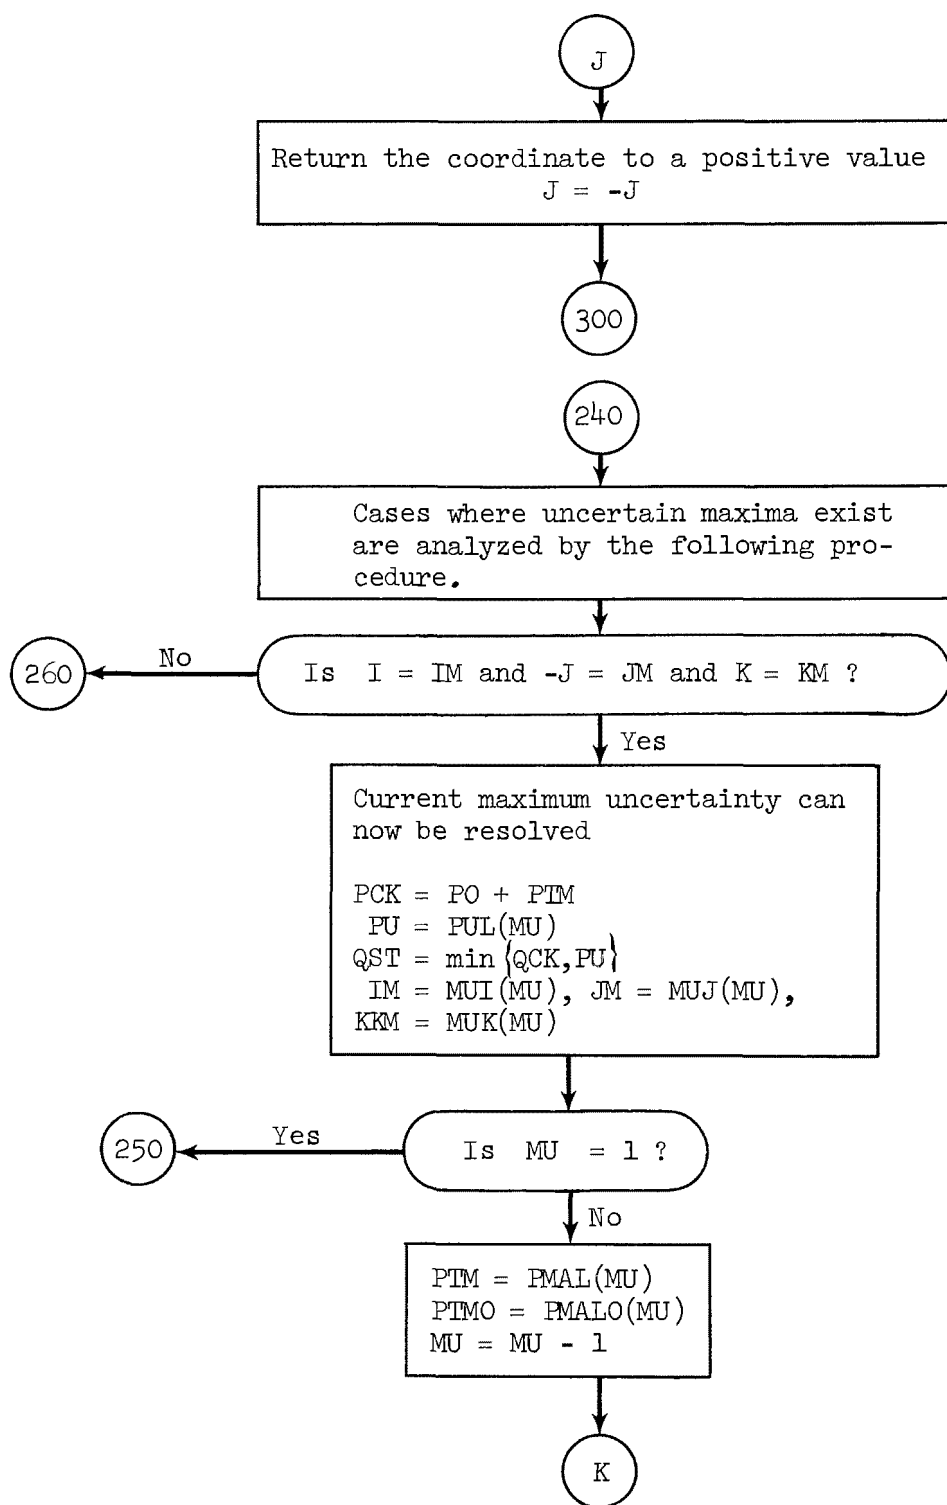 J
Return the coordinate to a positive value
J = -J
300
240
Cases where uncertain maxima exist
are analyzed by the following pro-
cedure.
Is I = IM and -J = JM and K = KM ?
No
260
Yes
Current maximum uncertainty can
now be resolved
PCK = PO + PTM
PU = PUL(MU)
QST = min {QCK,PU}
IM = MUI(MU), JM = MUJ(MU),
KKM = MUK(MU)
Is MU = 1 ?
Yes
250
No
PTM = PMAL(MU)
PTMO = PMALO(MU)
MU = MU - 1
K